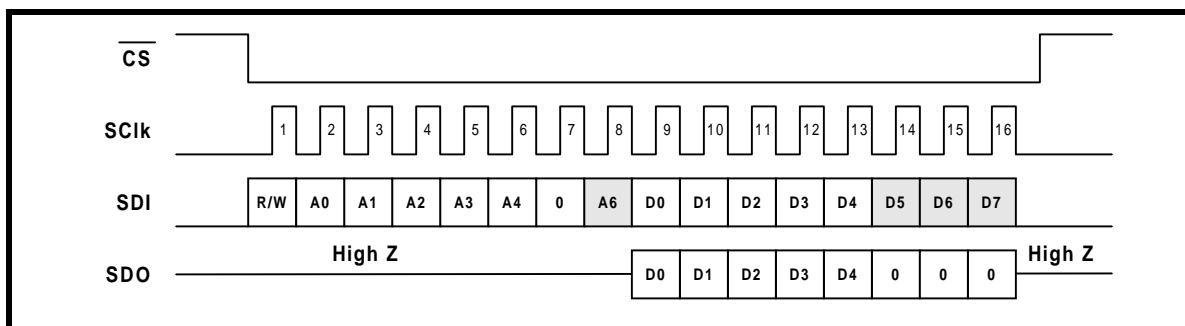 CS
SClk 1 2 3 4 5 6 7 8 9 10 11 12 13 14 15 16
SDI R/W A0 A1 A2 A3 A4 0 A6 D0 D1 D2 D3 D4 D5 D6 D7
High Z High Z
SDO D0 D1 D2 D3 D4 0 0 0